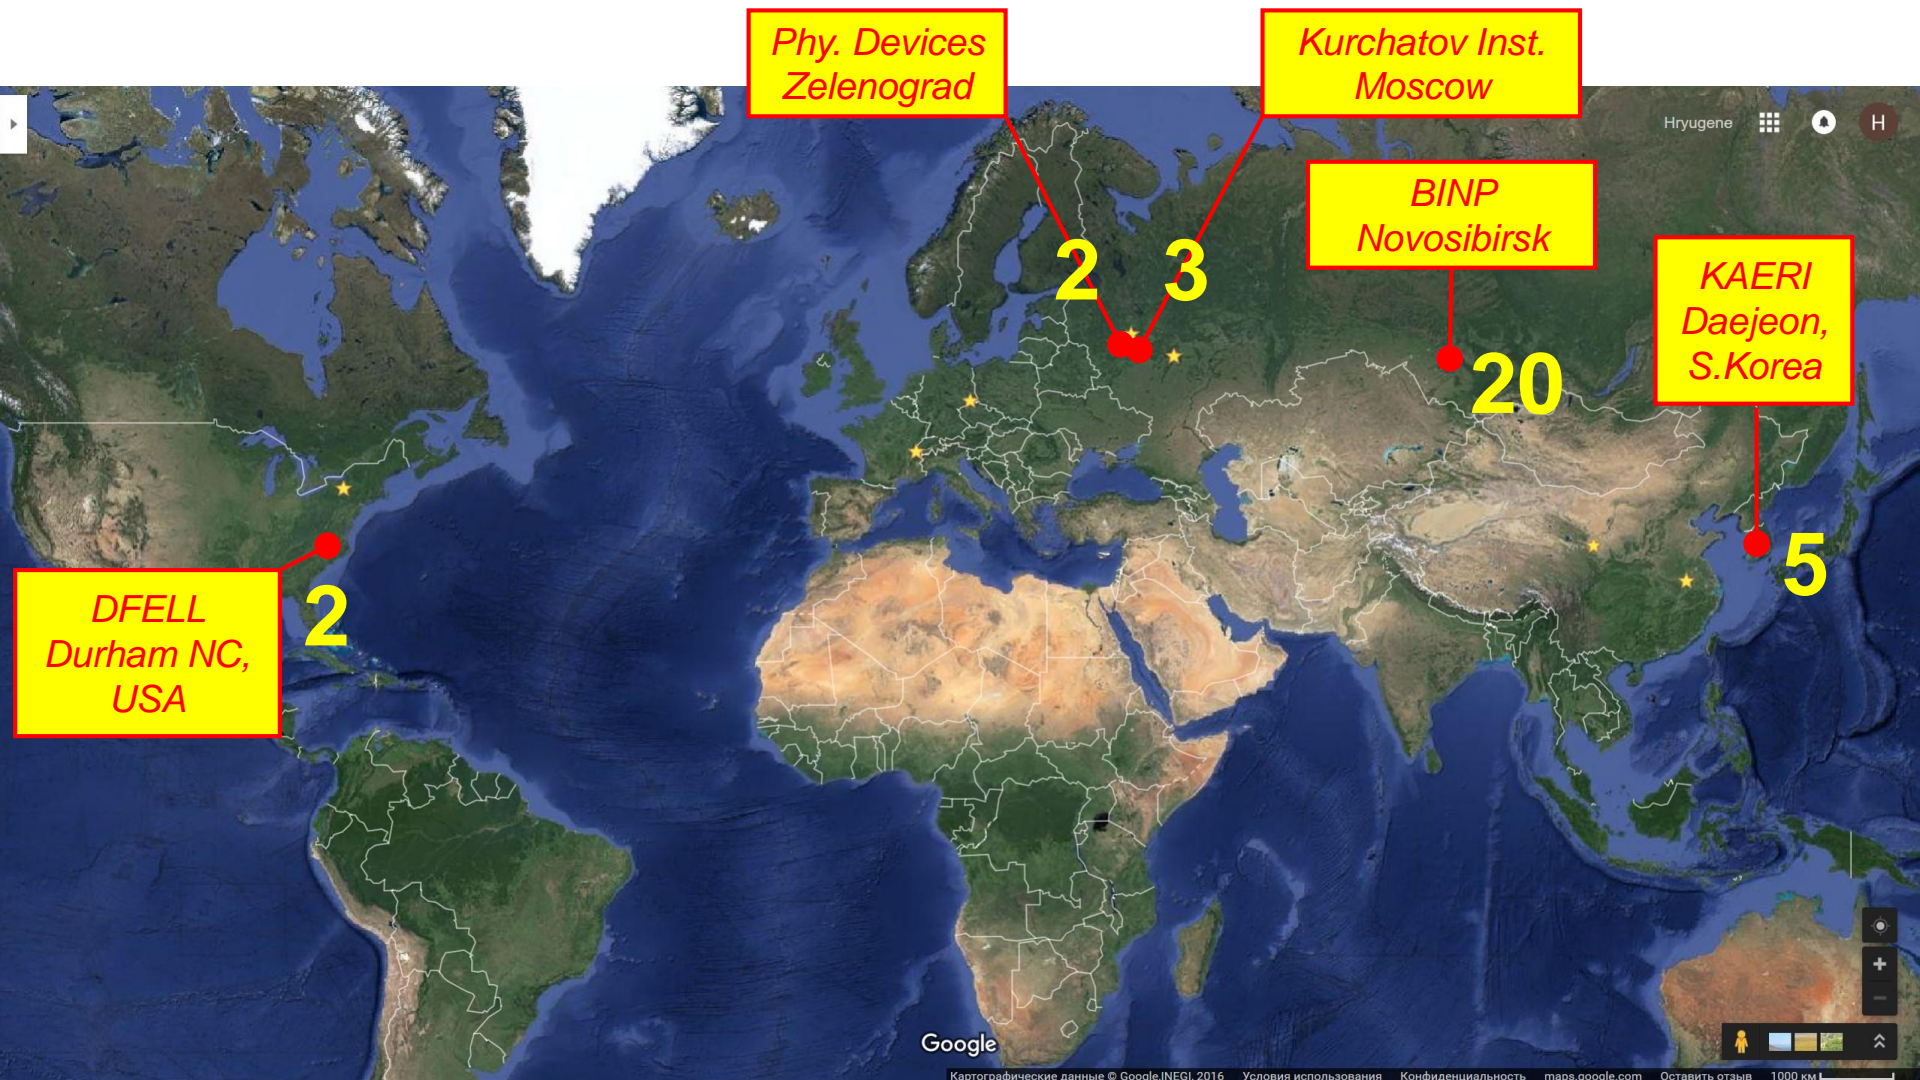 Phy. Devices
Zelenograd
Kurchatov Inst.
Moscow
Hryugene
H
BINP
Novosibirsk
KAERI
Daejeon,
S.Korea
2
3
20
5
DFELL
Durham NC,
USA
2
Google
Картографические данные © Google,INEGI, 2016 Условия использования Конфиденциальность maps.google.com Оставить отзыв 1000 км